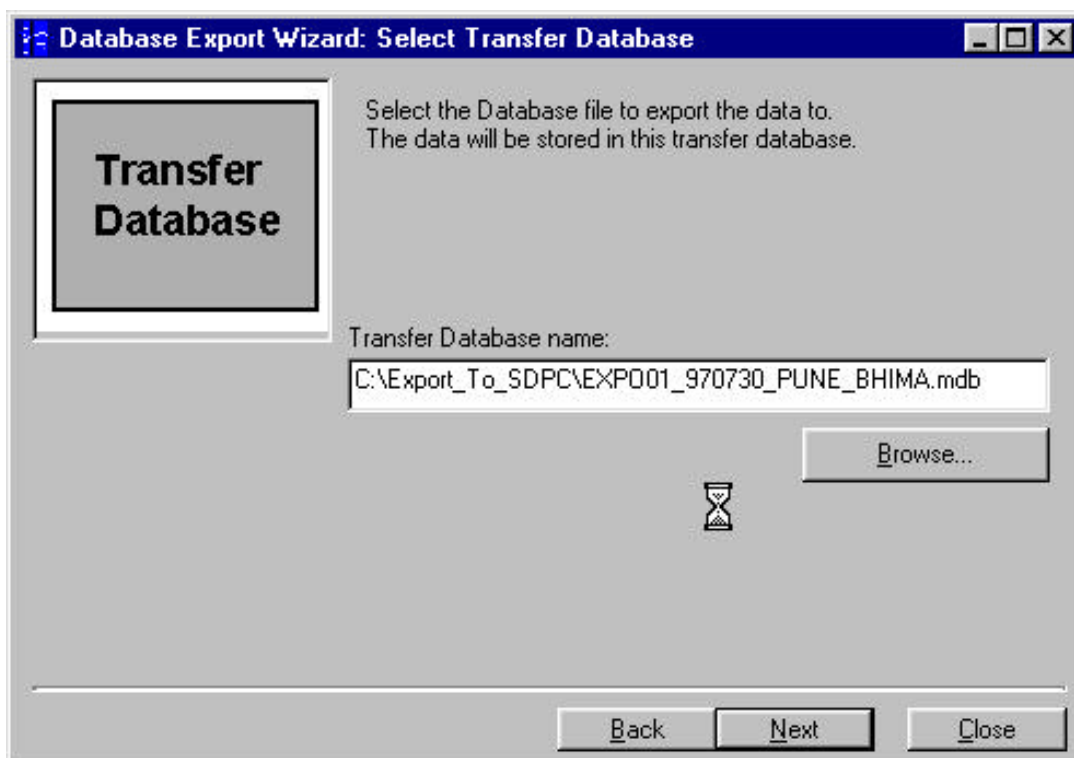 Database Export Wizard: Select Transfer Database
Transfer
Database
Select the Database file to export the data to.
The data will be stored in this transfer database.
Transfer Database name:
C:\Export_To_SDPC\EXPO01_970730_PUNE_BHIMA.mdb
Browse...
Back
Next
Close